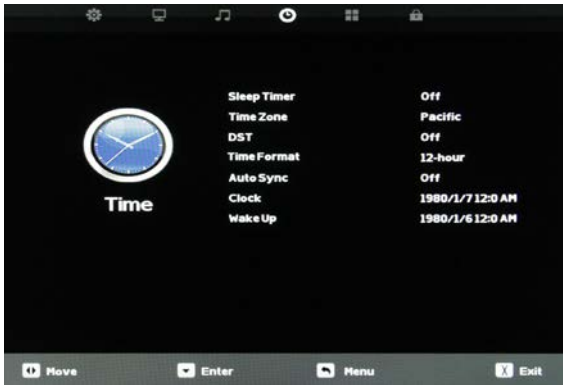 Sleep Timer Off
Time Zone Pacific
DST Off
Time Format 12-hour
Auto Sync Off
Time
Clock 1980/1/7 12:0 AM
Wake Up 1980/1/6 12:0 AM
Move Enter Menu X Exit